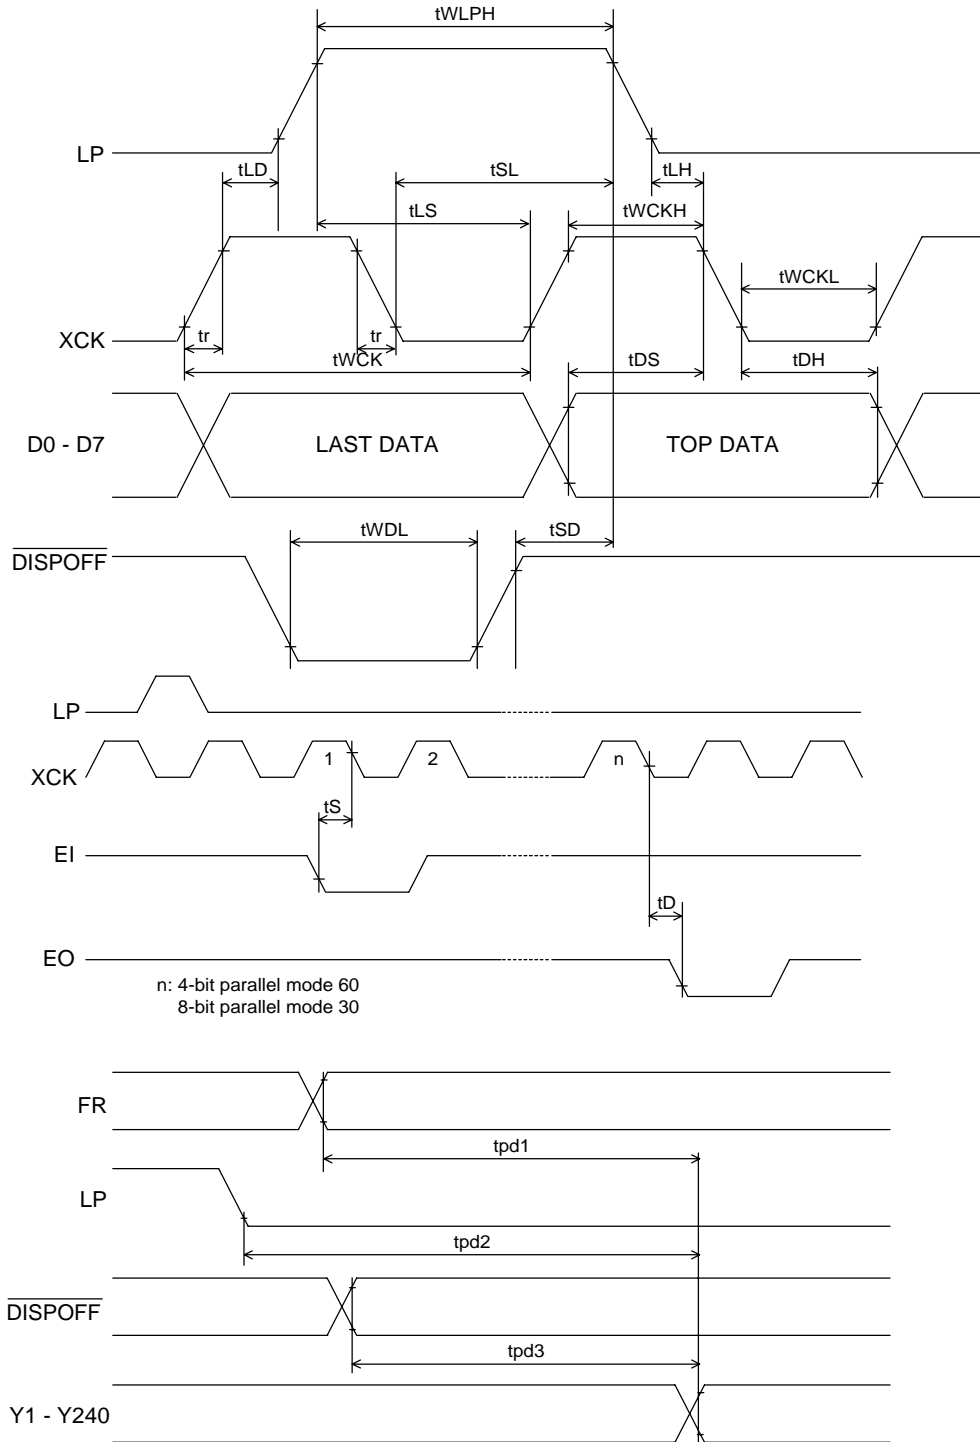 tWLPH
LP
tLD
tSL
tLH
tLS
tWCKH
tWCKL
XCK
tr
tr
tWCK
tDS
tDH
D0 - D7
LAST DATA
TOP DATA
tWDL
tSD
DISPOFF
LP
XCK
1
2
n
tS
EI
tD
EO
n: 4-bit parallel mode 60
8-bit parallel mode 30
FR
tpd1
LP
tpd2
DISPOFF
tpd3
Y1 - Y240